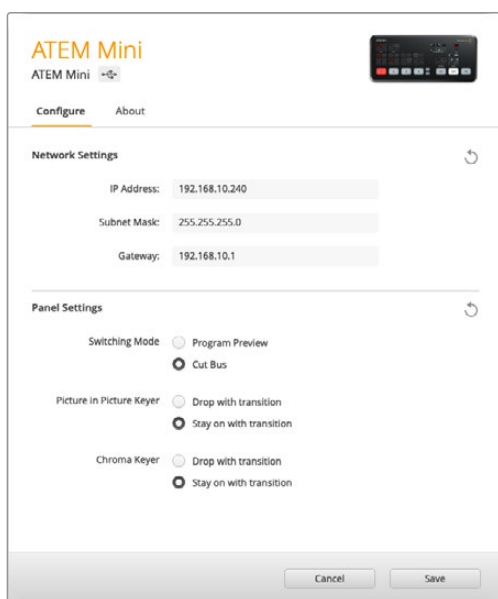 ATEM Mini
ATEM Mini
Configure About
Network Settings
IP Address: 192.168.10.240
Subnet Mask: 255.255.255.0
Gateway: 192.168.10.1
Panel Settings
Switching Mode Program Preview
Cut Bus
Picture in Picture Keyer Drop with transition
Stay on with transition
Chroma Keyer Drop with transition
Stay on with transition
Cancel Save